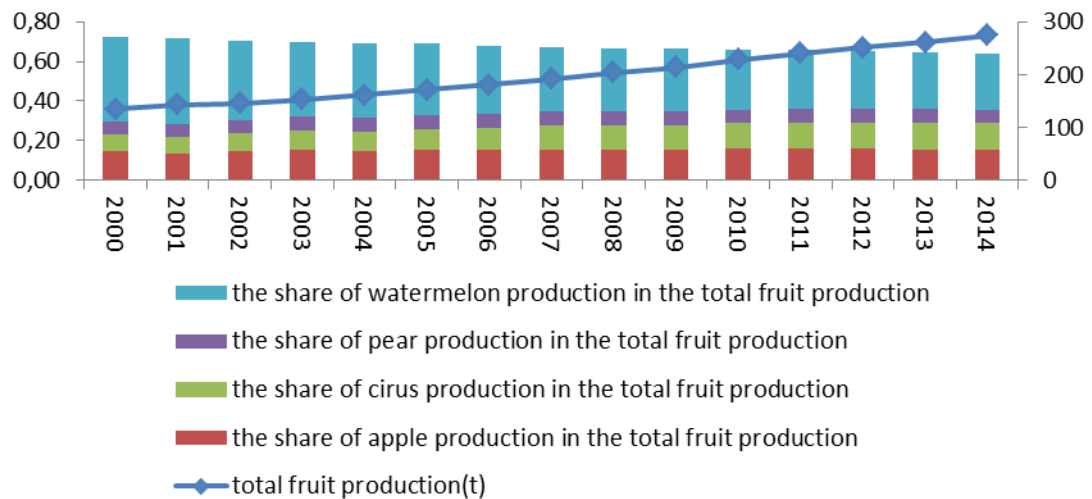 0,80 300
0,60 200
0,40 100
0,20 0
0,00
2000 2001 2002 2003 2004 2005 2006 2007 2008 2009 2010 2011 2012 2013 2014
the share of watermelon production in the total fruit production
the share of pear production in the total fruit production
the share of cirus production in the total fruit production
the share of apple production in the total fruit production
total fruit production(t)